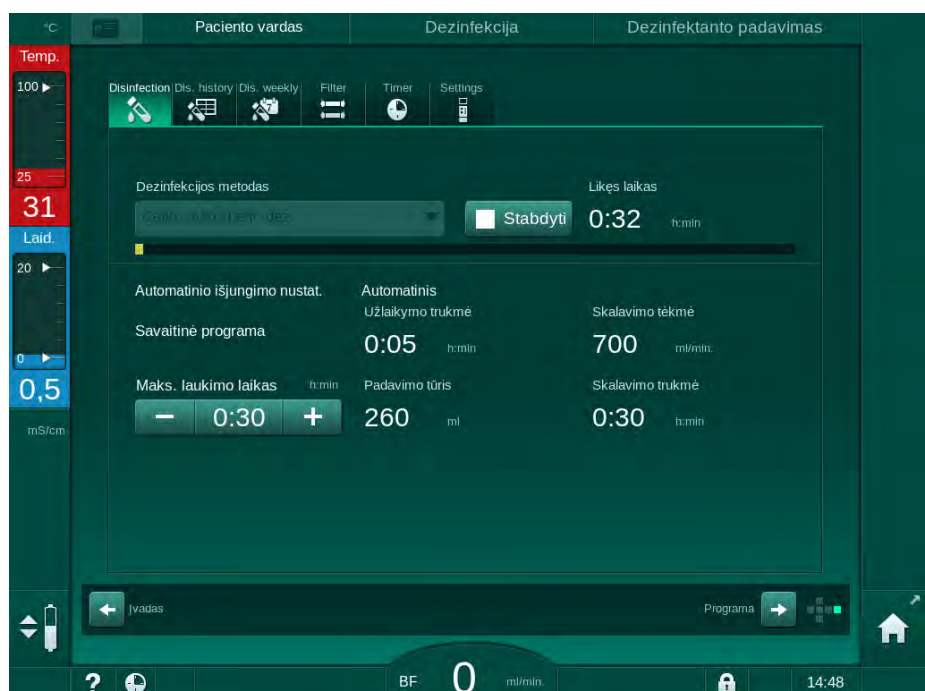 °C Paciento vardas Dezinfekcija Dezinfektanto padavimas
Temp.
100
25
31
Laid.
20
0
0,5
mS/cm
Disinfection Dis. history Dis. weekly Filter Timer Settings
7
Dezinfekcijos metodas Likęs laikas
Stabdyti 0:32 h:min
Automatinio išjungimo nustat. Automatinis
Užlaikymo trukmė Skalavimo tėkmė
Savaitinė programa
0:05 h:min 700 ml/min.
Maks. laukimo laikas h:min Padavimo tūris Skalavimo trukmė
− 0:30 + 260 ml 0:30 h:min
Įvadas Programa
? BF 0 ml/min. 14:48